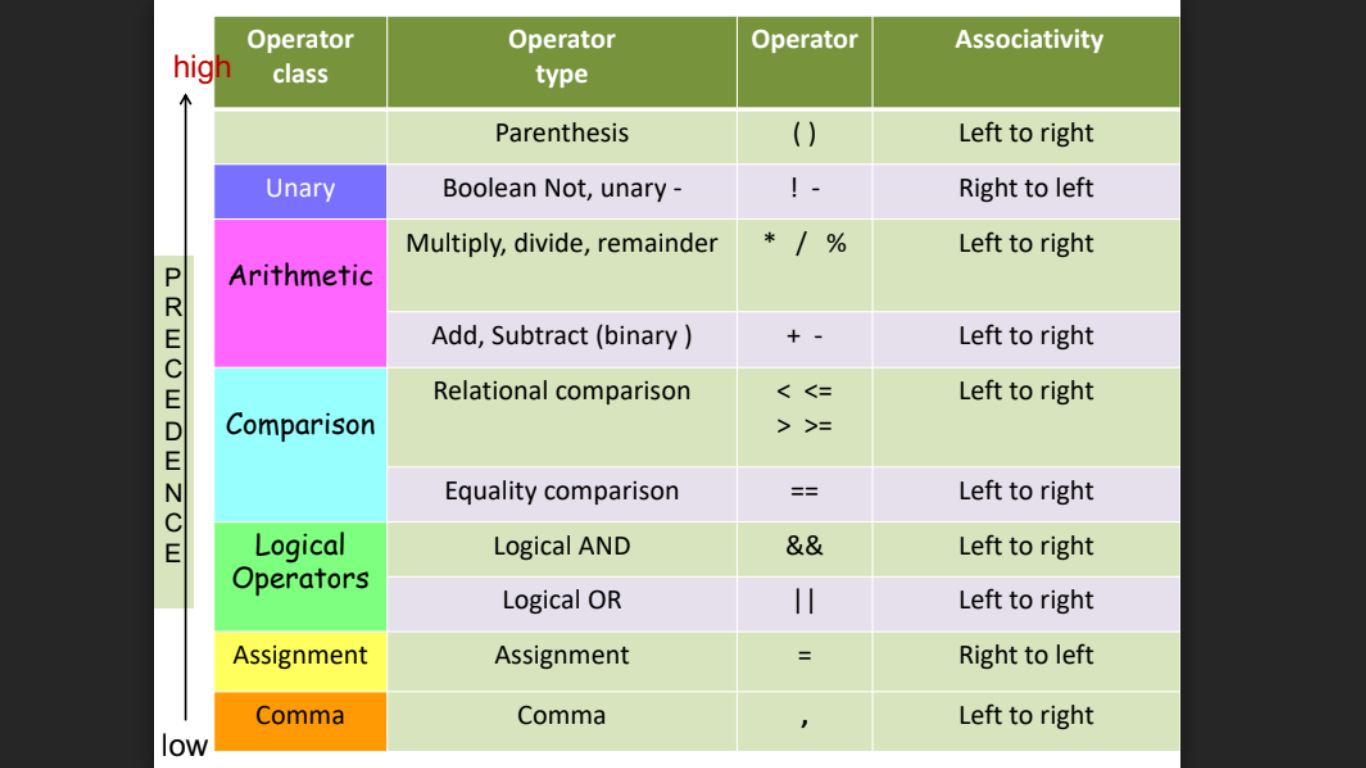 Operator class
Operator type
Operator
Associativity
high
Parenthesis
( )
Left to right
Unary
Boolean Not, unary -
! -
Right to left
Arithmetic
Multiply, divide, remainder
* / %
Left to right
Add, Subtract (binary )
+ -
Left to right
Comparison
Relational comparison
< <=
> >=
Left to right
Equality comparison
==
Left to right
Logical
Operators
Logical AND
&&
Left to right
Logical OR
||
Left to right
Assignment
Assignment
=
Right to left
Comma
Comma
,
Left to right
PRECEDENCE
low